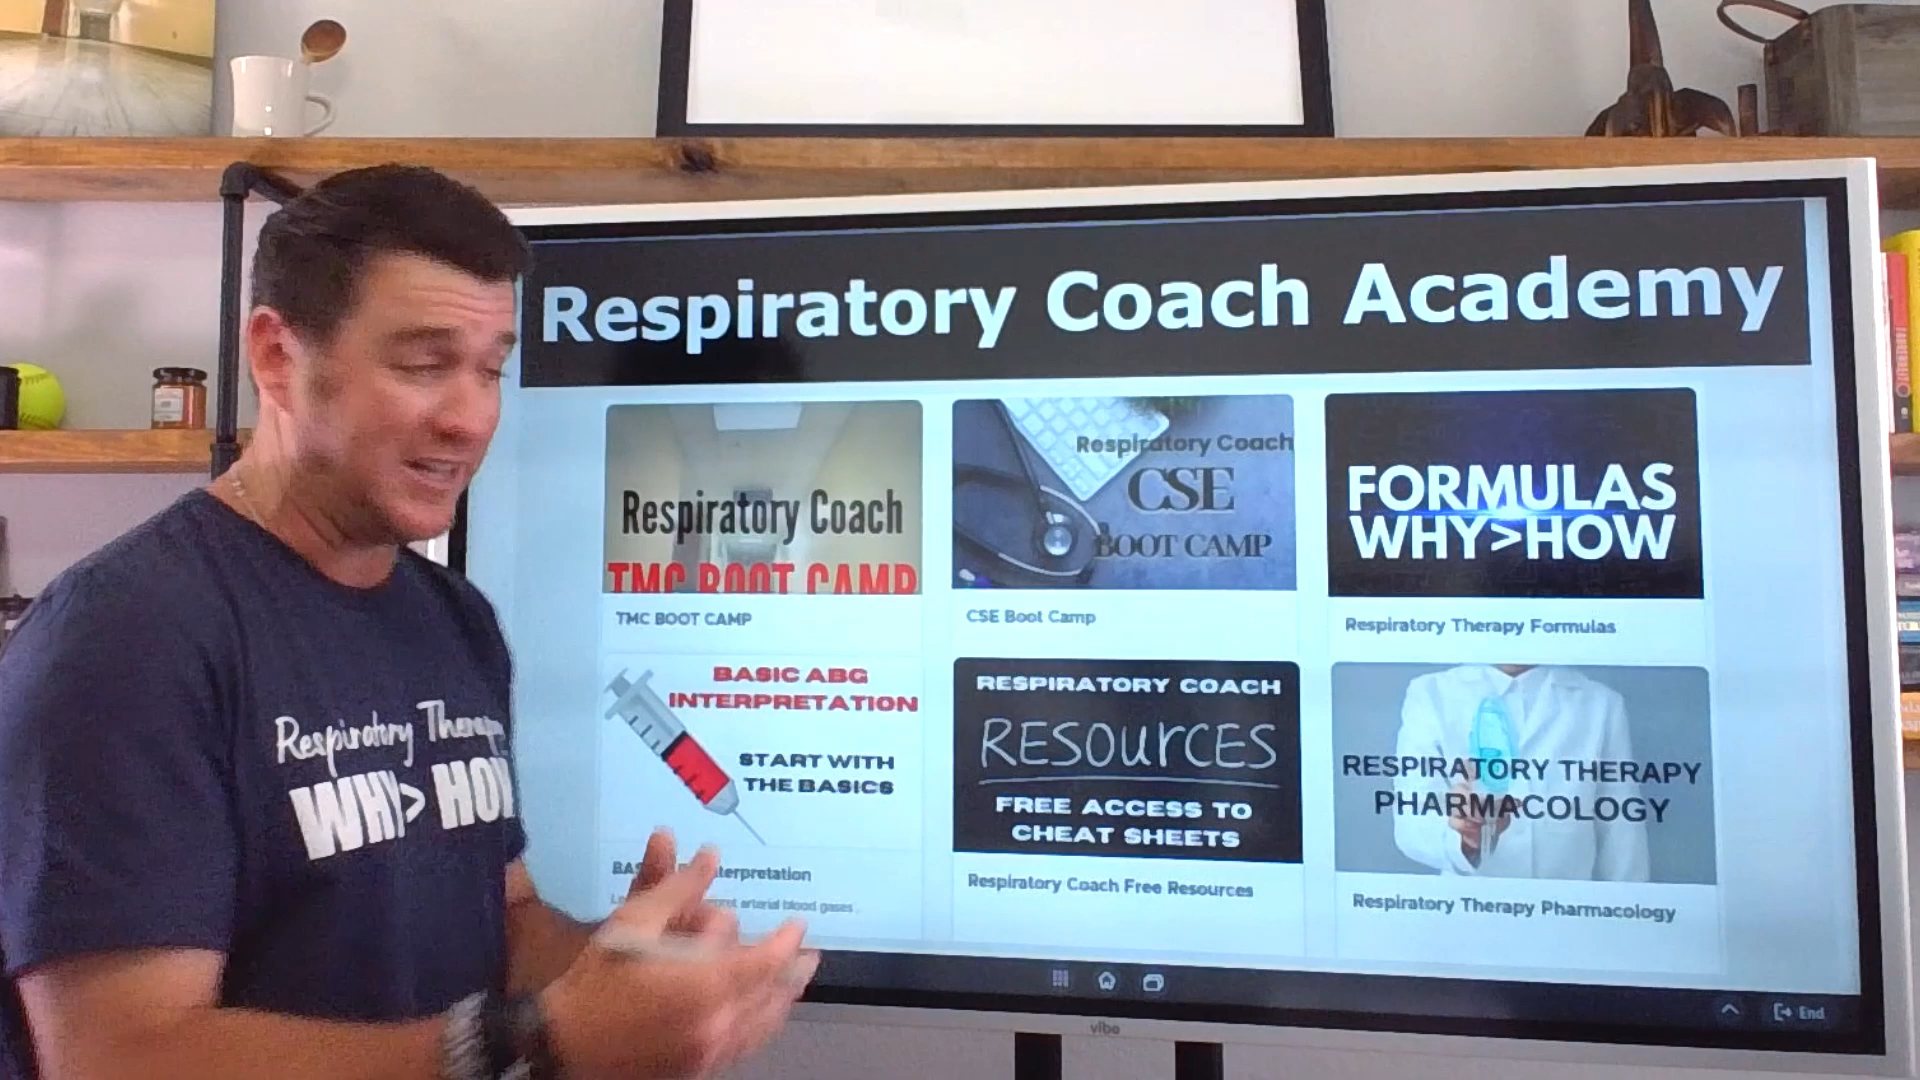 Respiratory Coach Academy
Respiratory Coach
TMC BOOT CAMP
TMC BOOT CAMP
Respiratory Coach
CSE
BOOT CAMP
CSE Boot Camp
FORMULAS
WHY>HOW
Respiratory Therapy Formulas
BASIC ABG
INTERPRETATION
START WITH
THE BASICS
terpretation
arterial blood gases
RESPIRATORY COACH
RESOURCES
FREE ACCESS TO
CHEAT SHEETS
Respiratory Coach Free Resources
RESPIRATORY THERAPY
PHARMACOLOGY
Respiratory Therapy Pharmacology
Respiratory Therapy
WHY> HOW
End
vibe